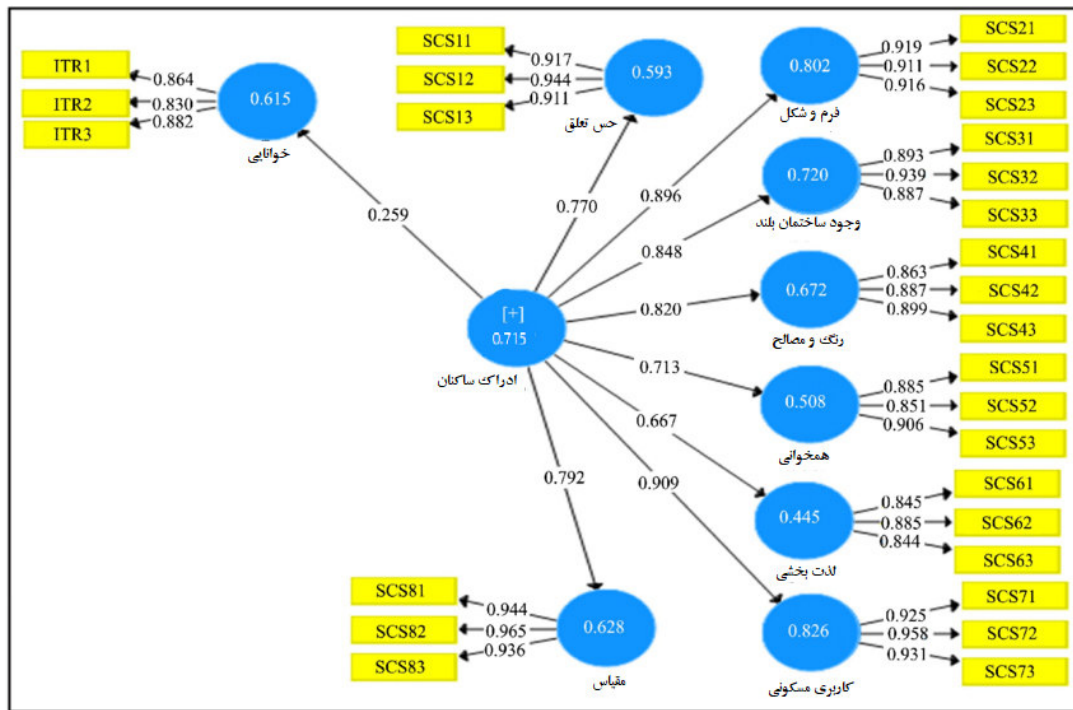 ITR1
ITR2
ITR3
0.864
0.830
0.882
0.615
خوانایی
0.259
SCS11
SCS12
SCS13
0.917
0.944
0.911
0.593
حس تعلق
0.770
0.802
فرم و شکل
0.896
0.919
0.911
0.916
SCS21
SCS22
SCS23
0.720
وجود ساختمان بلند
0.848
0.893
0.939
0.887
SCS31
SCS32
SCS33
0.672
رنگ و مصالح
0.820
0.863
0.887
0.899
SCS41
SCS42
SCS43
[+]
0.715
ادراک ساکنان
0.713
0.508
همخوانی
0.885
0.851
0.906
SCS51
SCS52
SCS53
0.667
0.445
لذت بخشی
0.845
0.885
0.844
SCS61
SCS62
SCS63
0.909
0.826
کاربری مسکونی
0.925
0.958
0.931
SCS71
SCS72
SCS73
0.792
0.628
مقیاس
0.944
0.965
0.936
SCS81
SCS82
SCS83